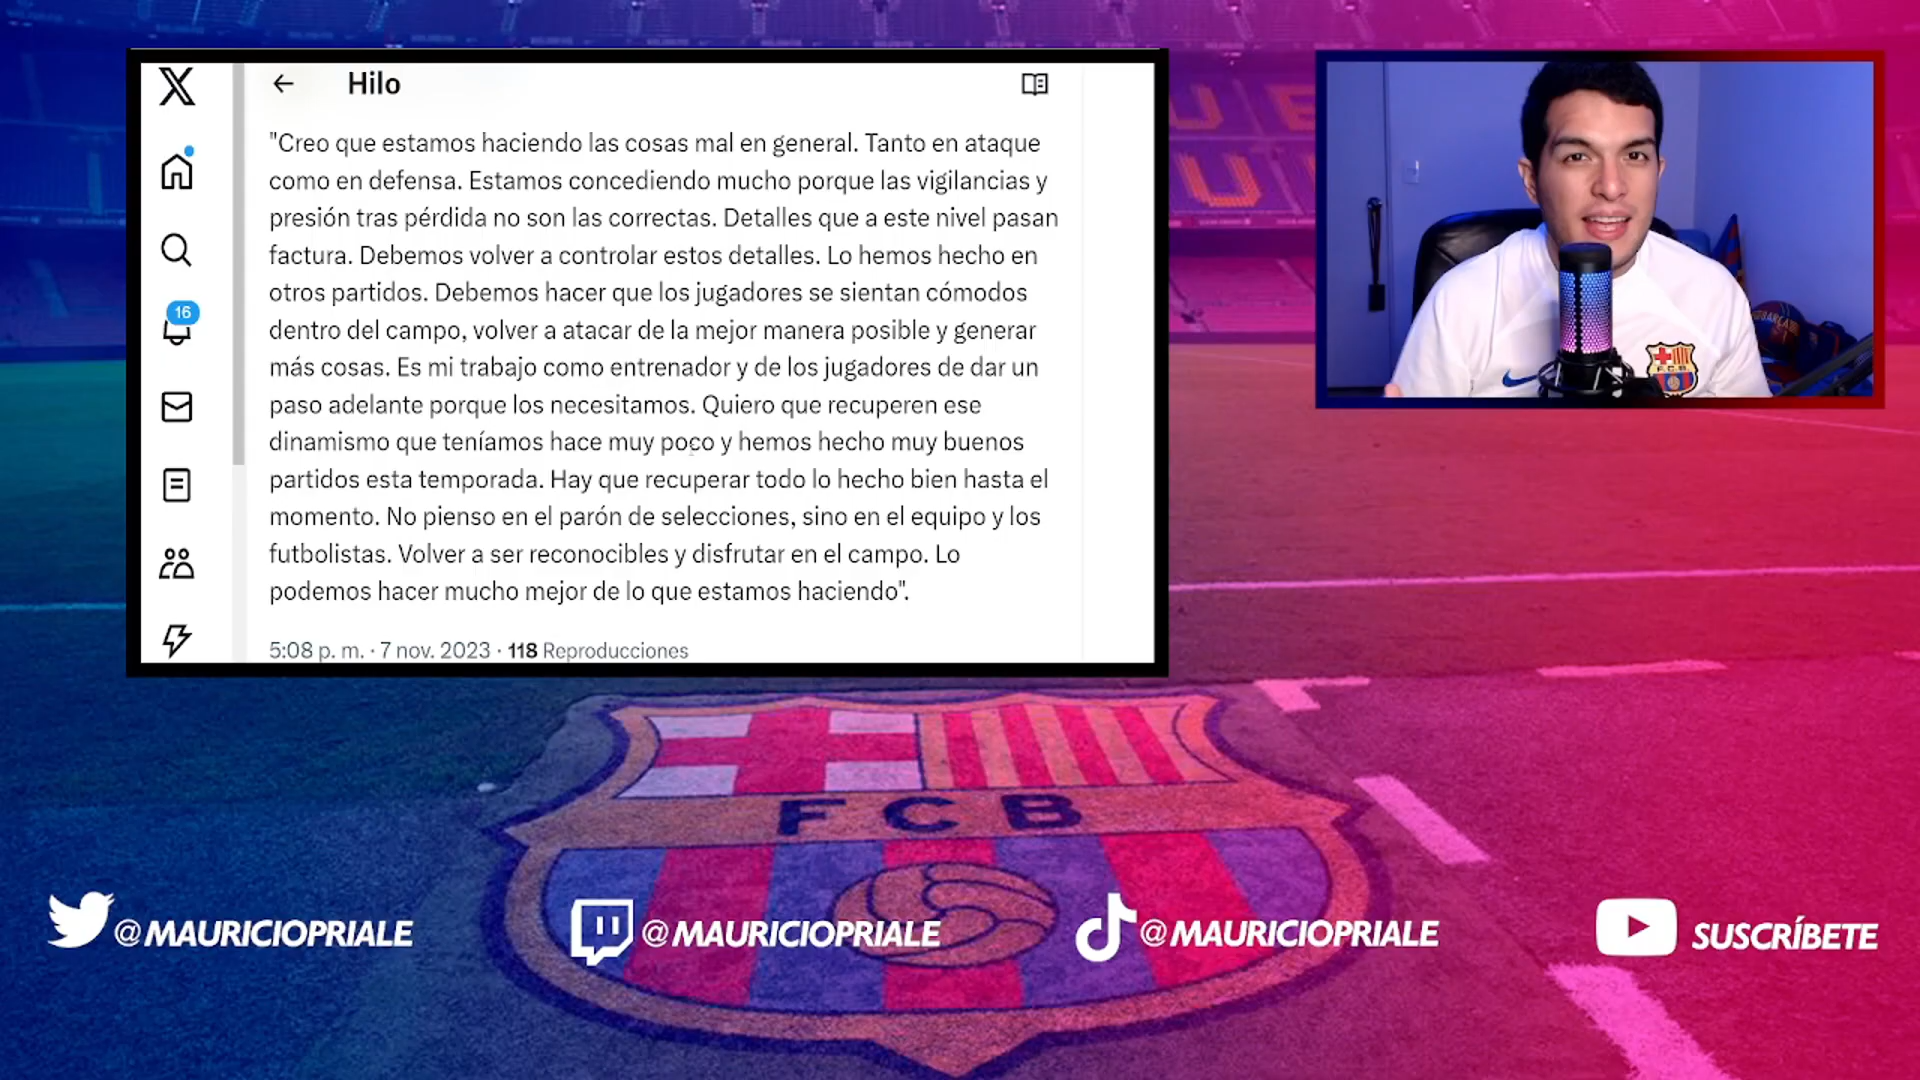 Hilo
"Creo que estamos haciendo las cosas mal en general. Tanto en ataque
como en defensa. Estamos concediendo mucho porque las vigilancias y
presión tras pérdida no son las correctas. Detalles que a este nivel pasan
factura. Debemos volver a controlar estos detalles. Lo hemos hecho en
otros partidos. Debemos hacer que los jugadores se sientan cómodos
dentro del campo, volver a atacar de la mejor manera posible y generar
más cosas. Es mi trabajo como entrenador y de los jugadores de dar un
paso adelante porque los necesitamos. Quiero que recuperen ese
dinamismo que teníamos hace muy poco y hemos hecho muy buenos
partidos esta temporada. Hay que recuperar todo lo hecho bien hasta el
momento. No pienso en el parón de selecciones, sino en el equipo y los
futbolistas. Volver a ser reconocibles y disfrutar en el campo. Lo
podemos hacer mucho mejor de lo que estamos haciendo".
5:08 p. m. · 7 nov. 2023 · 118 Reproducciones
16
FCB
FCB
@MAURICIOPRIALE
@MAURICIOPRIALE
@MAURICIOPRIALE
SUSCRÍBETE